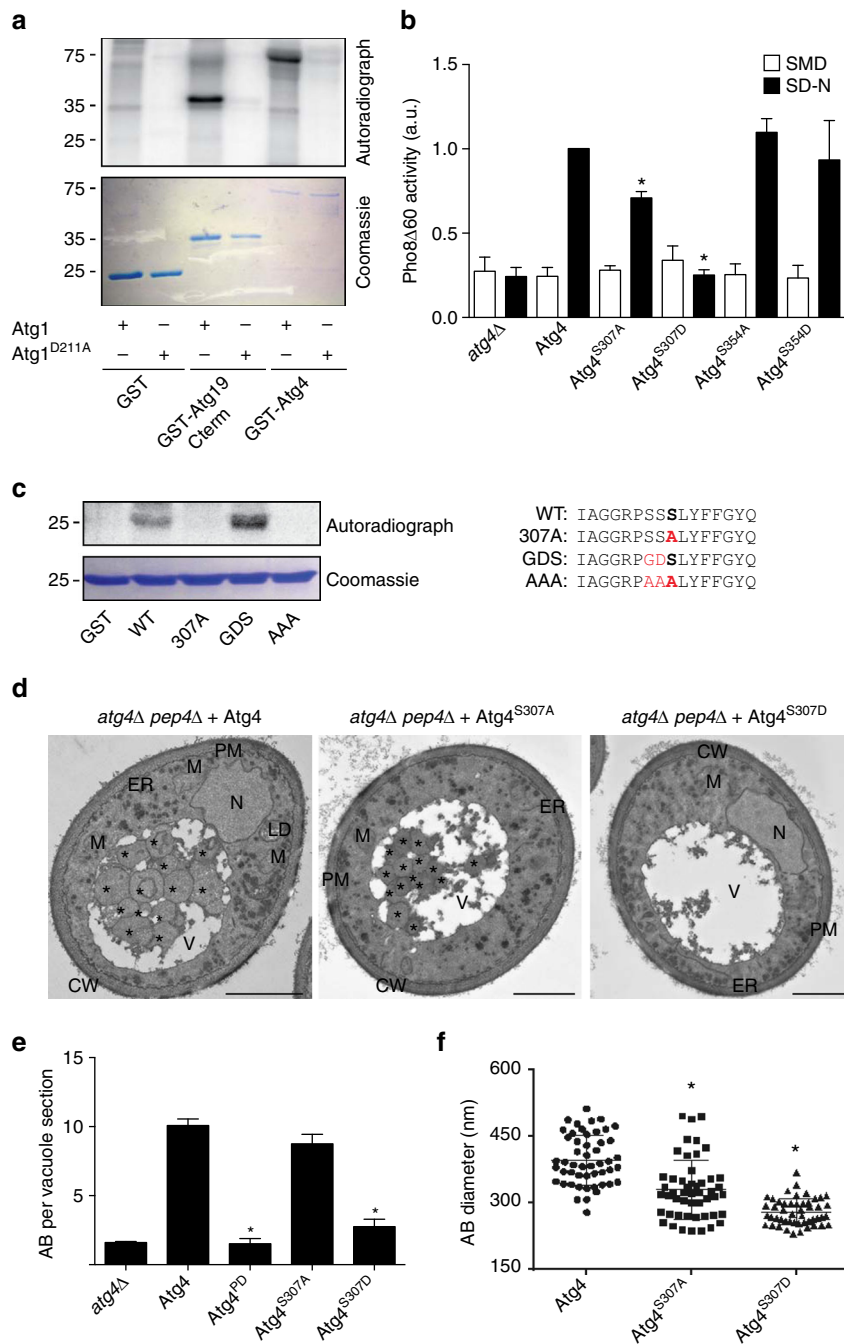 a
75 -
35 -
25 -
Autoradiograph
75 -
35 -
25 -
Coomassie
Atg1 + – + – + –
Atg1D211A – + – + – +
GST
GST-Atg19 Cterm
GST-Atg4
b
SMD
SD-N
Pho8Δ60 activity (a.u.)
1.5
1.0
0.5
0.0
*
*
atg4Δ
Atg4
Atg4S307A
Atg4S307D
Atg4S354A
Atg4S354D
c
25 -
Autoradiograph
25 -
Coomassie
GST
WT
307A
GDS
AAA
WT: IAGGRPSSSLYFFGYQ
307A: IAGGRPSSALYFFGYQ
GDS: IAGGRPGDSLYFFGYQ
AAA: IAGGRPAAALYFFGYQ
d
atg4Δ pep4Δ + Atg4
PM
M
ER
N
LD
M
M
* * * * * * * * * * * *
V
CW
atg4Δ pep4Δ + Atg4S307A
ER
M
* * * * * * * * * * * * * * *
PM
V
CW
atg4Δ pep4Δ + Atg4S307D
CW
M
N
V
PM
ER
e
AB per vacuole section
15
10
5
*
*
atg4Δ
Atg4
Atg4PD
Atg4S307A
Atg4S307D
f
AB diameter (nm)
600
450
300
150
*
*
Atg4
Atg4S307A
Atg4S307D